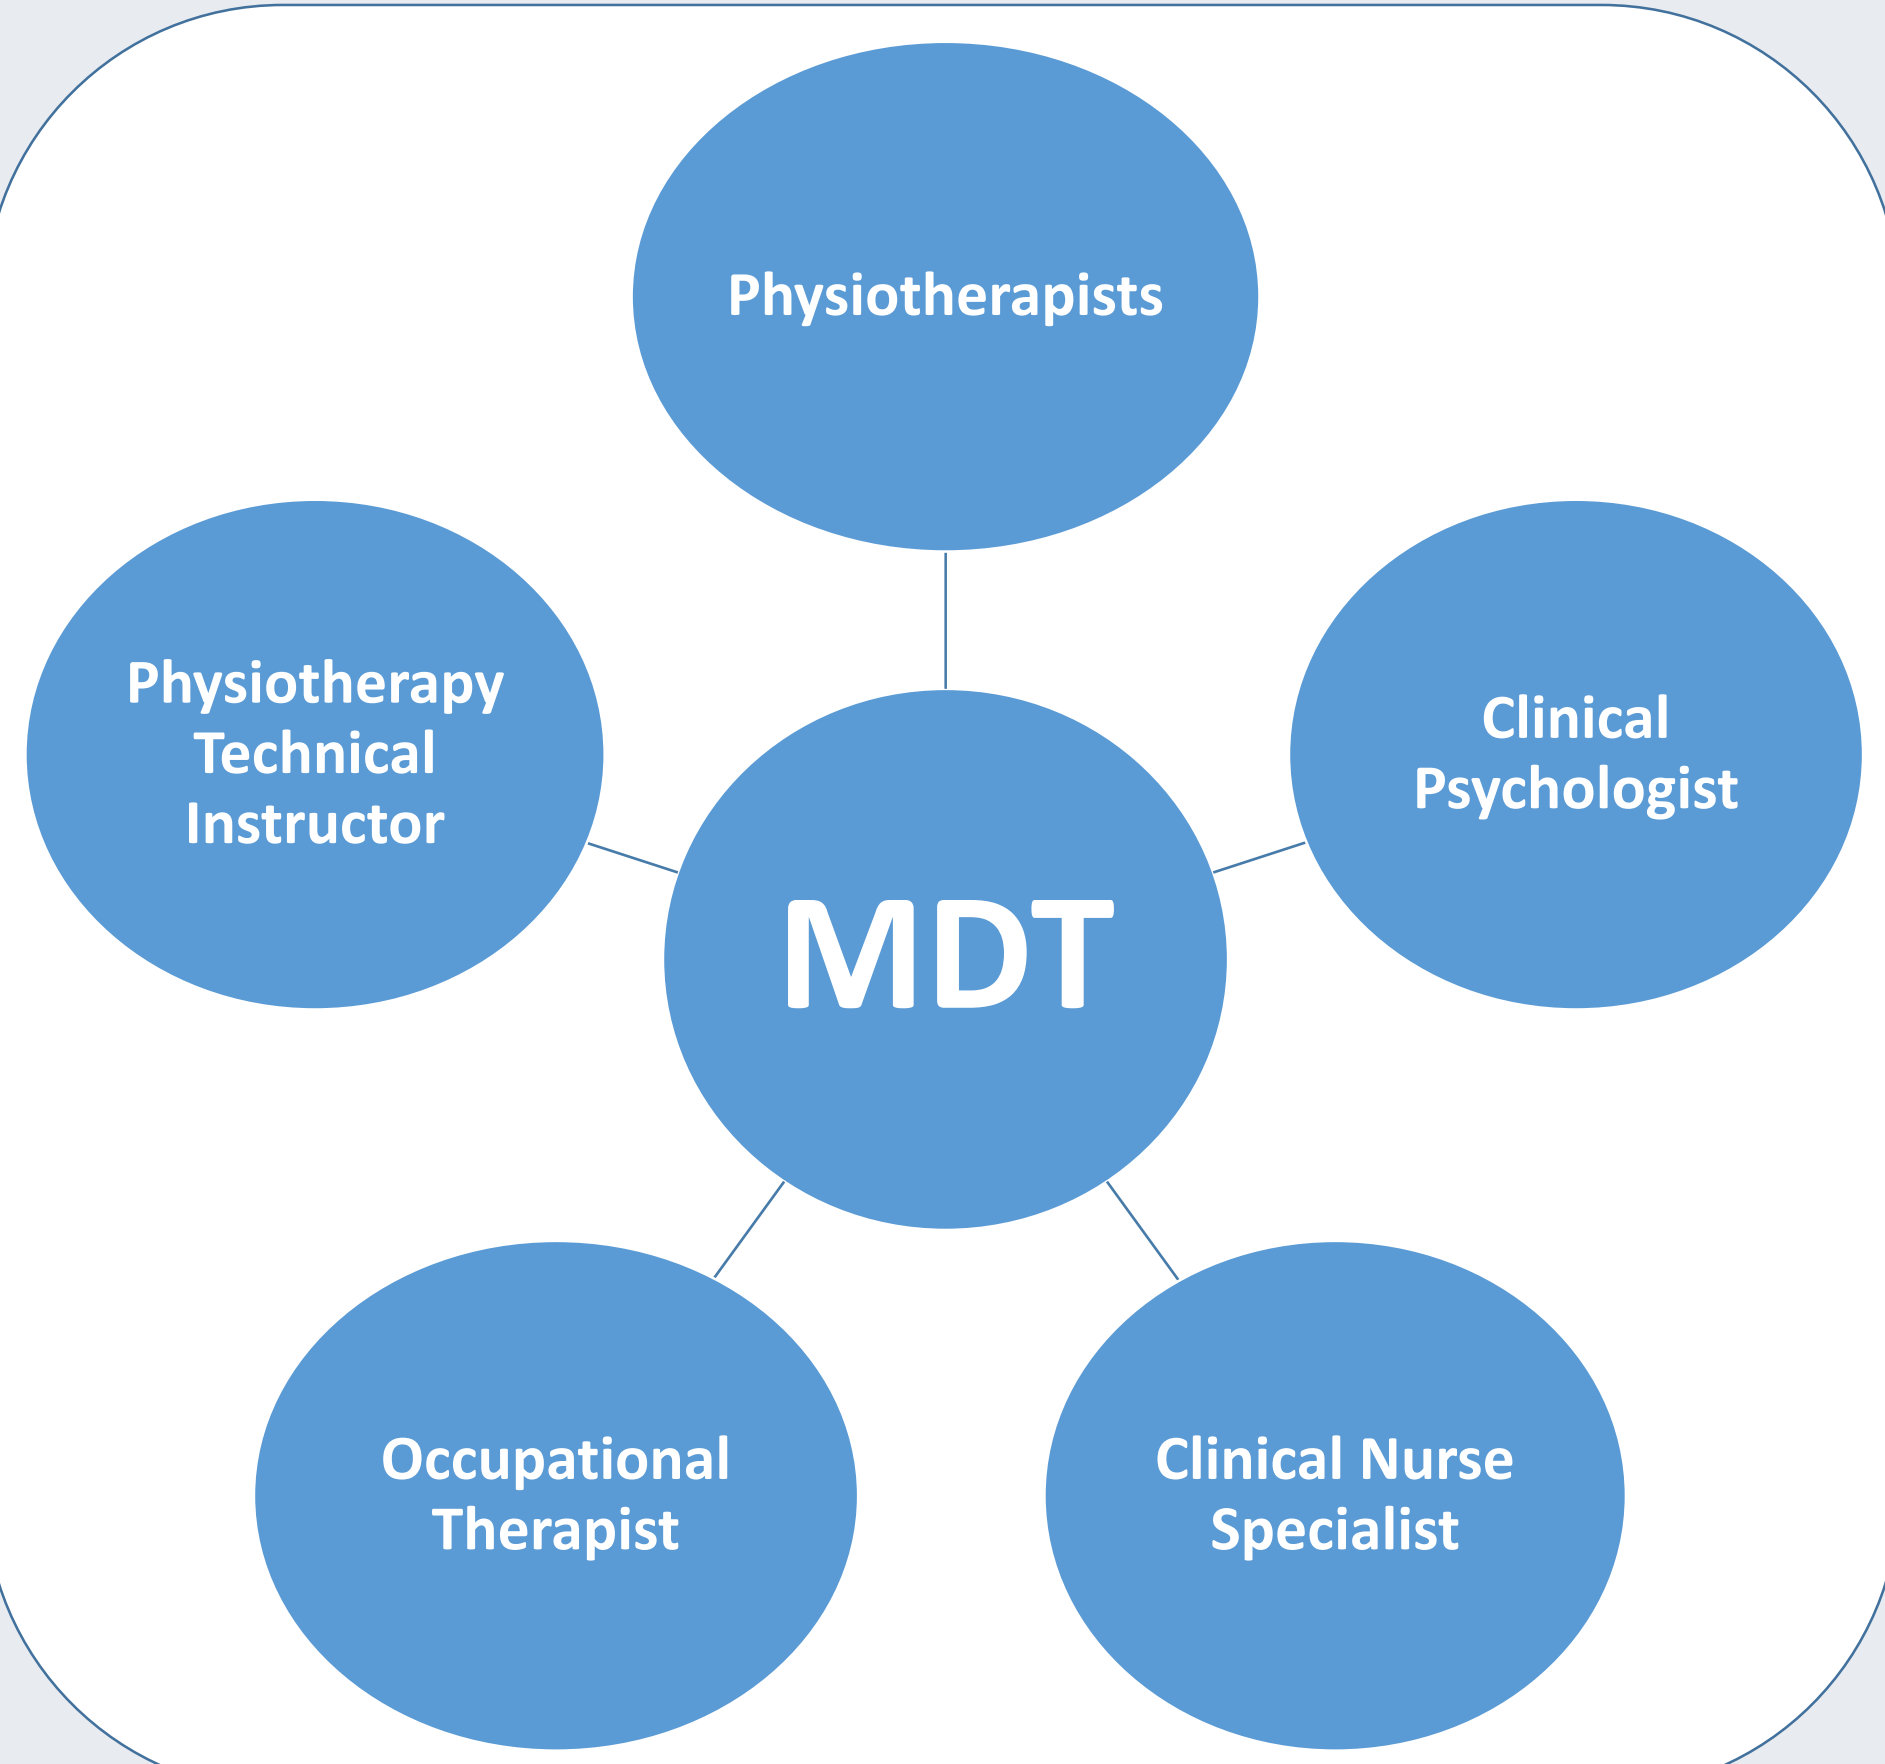 Physiotherapists
Physiotherapy
Technical
Instructor
Clinical
Psychologist
MDT
Occupational
Therapist
Clinical Nurse
Specialist